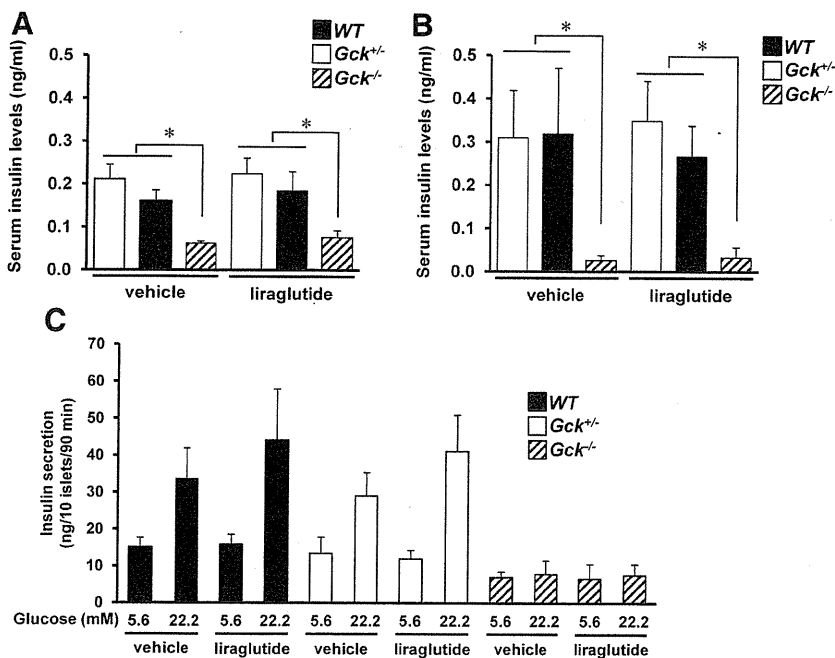 A
WT
Gck+/-
Gck-/-
Serum insulin levels (ng/ml)
0.5
0.4
0.3
0.2
0.1
0.0
*
*
vehicle
liraglutide
B
WT
Gck+/-
Gck-/-
Serum insulin levels (ng/ml)
0.5
0.4
0.3
0.2
0.1
0.0
*
*
vehicle
liraglutide
C
WT
Gck+/-
Gck-/-
Insulin secretion
(ng/10 islets/90 min)
70
60
50
40
30
20
10
0
Glucose (mM) 5.6 22.2 5.6 22.2 5.6 22.2 5.6 22.2 5.6 22.2 5.6 22.2
vehicle liraglutide vehicle liraglutide vehicle liraglutide